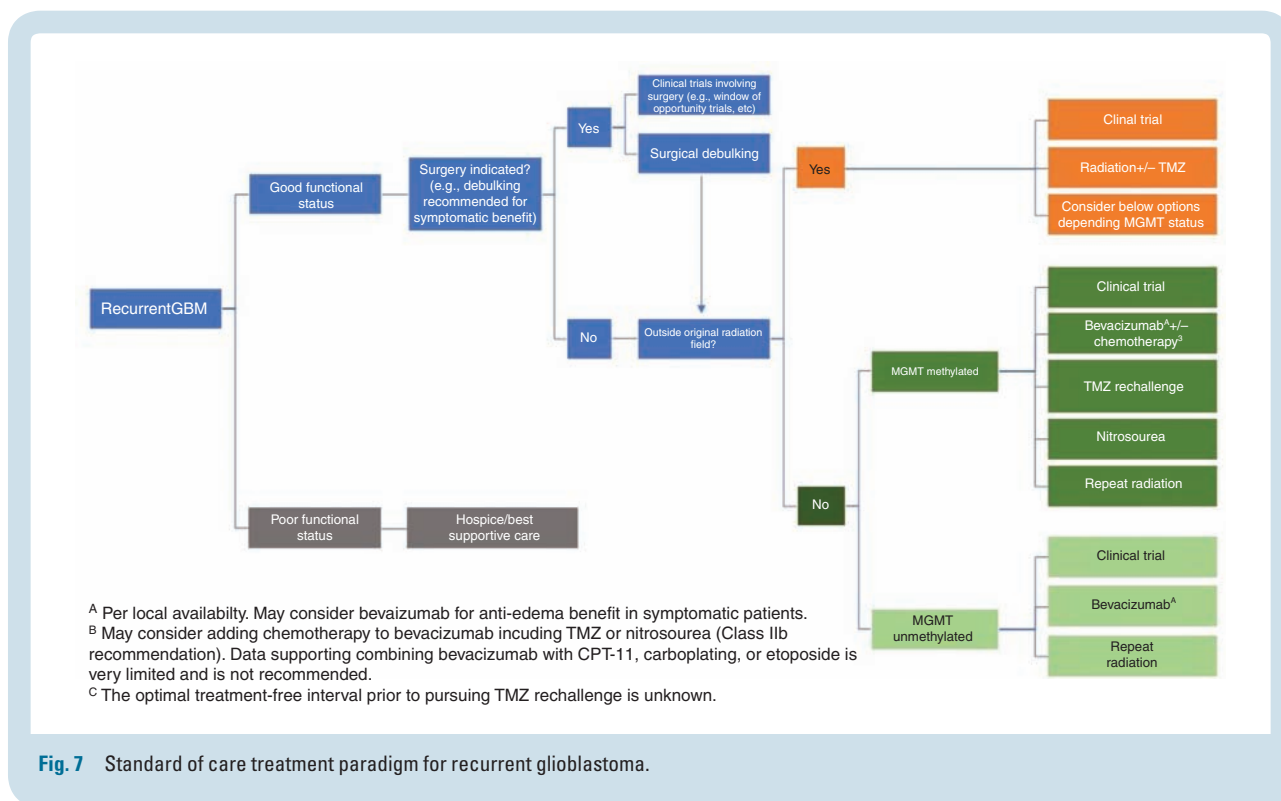 Clinical trials involving
surgery (e.g., window of
opportunity trials, etc)
Yes
Surgical debulking
Good functional
status
Surgery indicated?
(e.g., debulking
recommended for
symptomatic benefit)
RecurrentGBM
No
Outside original radiation
field?
Poor functional
status
Hospice/best
supportive care
Yes
Clinal trial
Radiation+/– TMZ
Consider below options
depending MGMT status
No
MGMT methylated
Clinical trial
Bevacizumabᴬ+/–
chemotherapy³
TMZ rechallenge
Nitrosourea
Repeat radiation
MGMT
unmethylated
Clinical trial
Bevacizumabᴬ
Repeat
radiation
ᴬ Per local availabilty. May consider bevaizumab for anti-edema benefit in symptomatic patients.
ᴮ May consider adding chemotherapy to bevacizumab incuding TMZ or nitrosourea (Class IIb
recommendation). Data supporting combining bevacizumab with CPT-11, carboplating, or etoposide is
very limited and is not recommended.
ᶜ The optimal treatment-free interval prior to pursuing TMZ rechallenge is unknown.
Fig. 7 Standard of care treatment paradigm for recurrent glioblastoma.